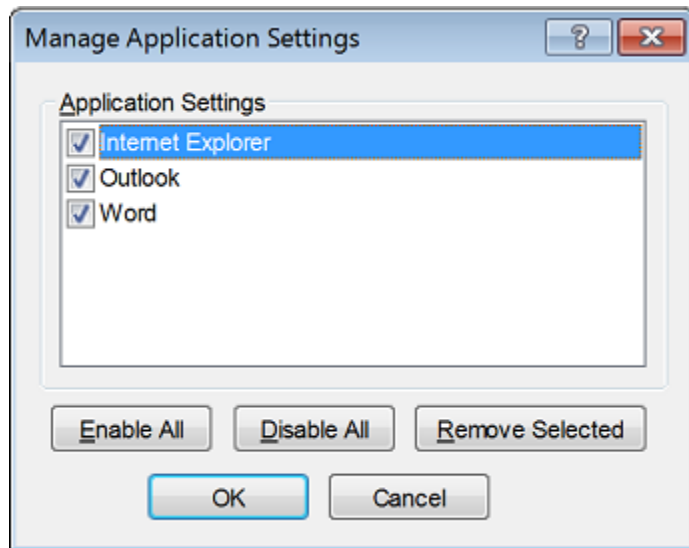 Manage Application Settings
Application Settings
Internet Explorer
Outlook
Word
Enable All Disable All Remove Selected
OK Cancel